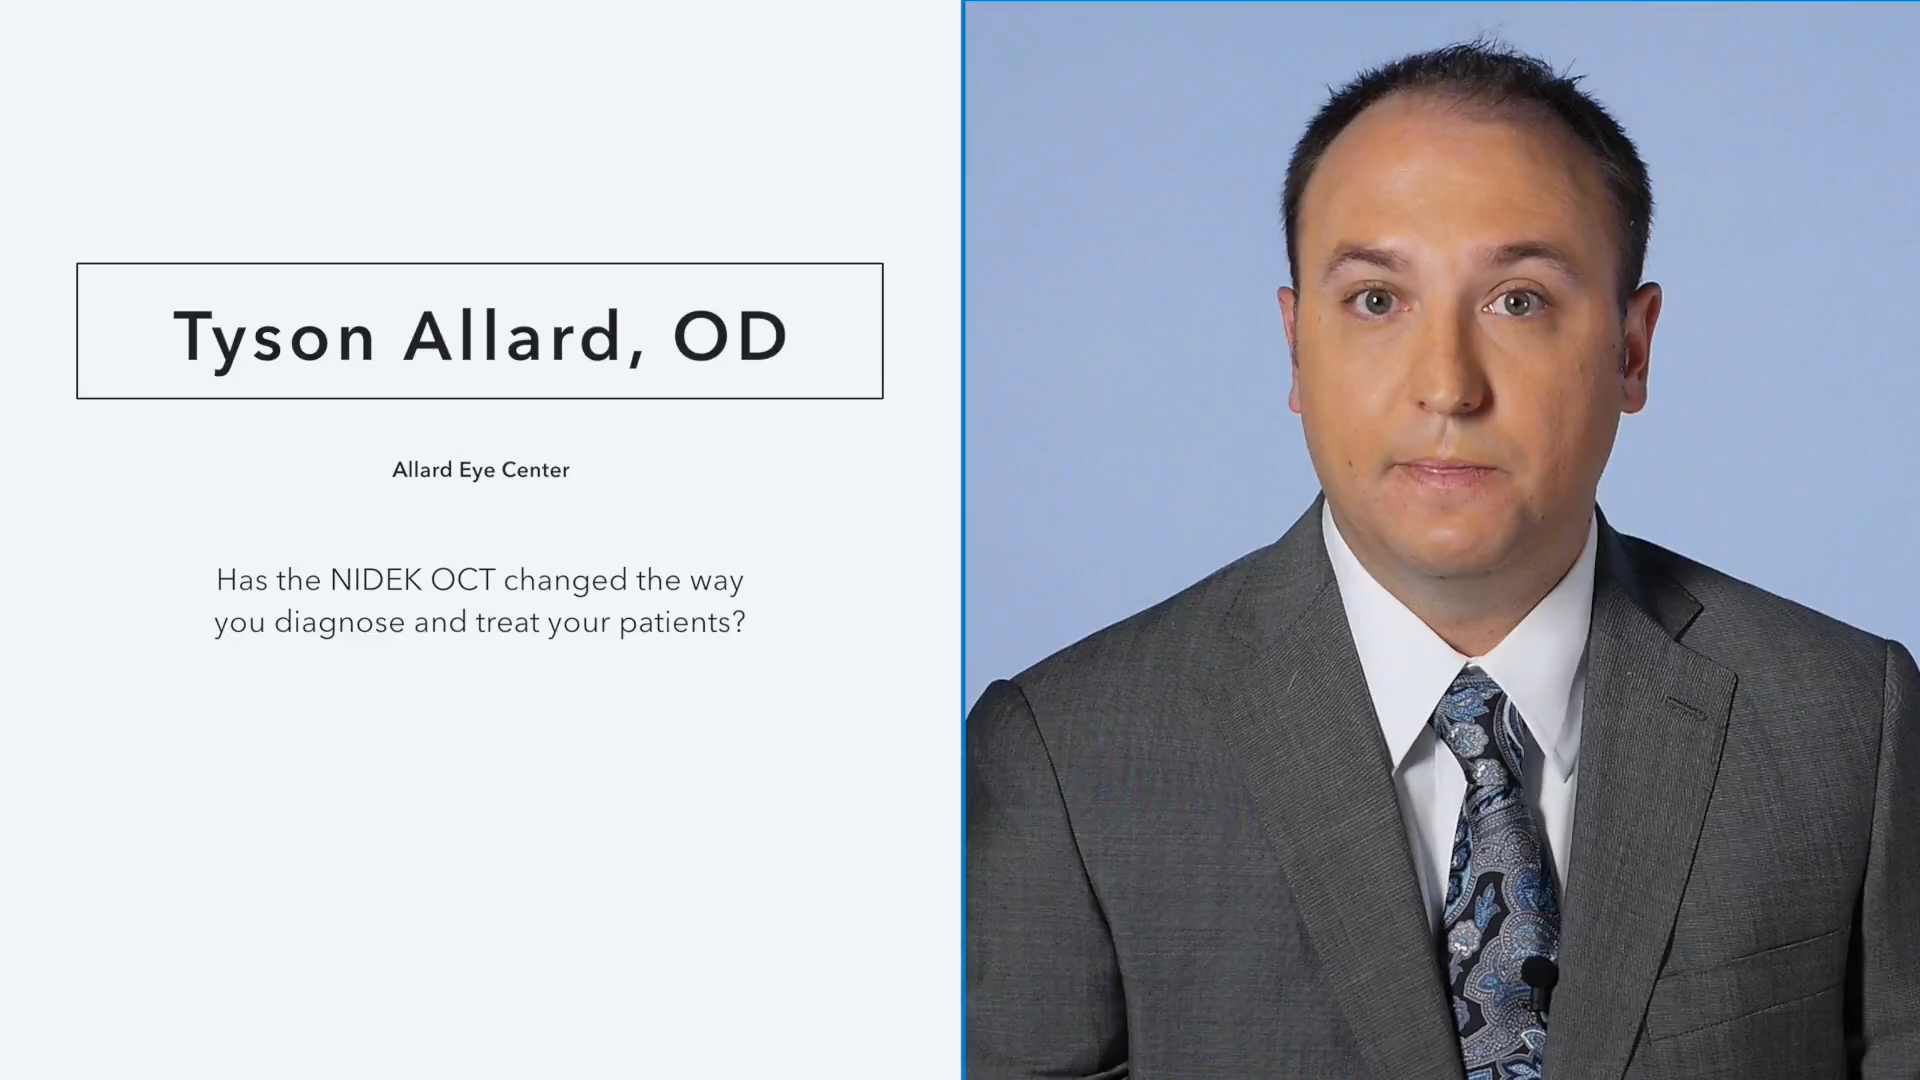 Tyson Allard, OD
Allard Eye Center
Has the NIDEK OCT changed the way
you diagnose and treat your patients?